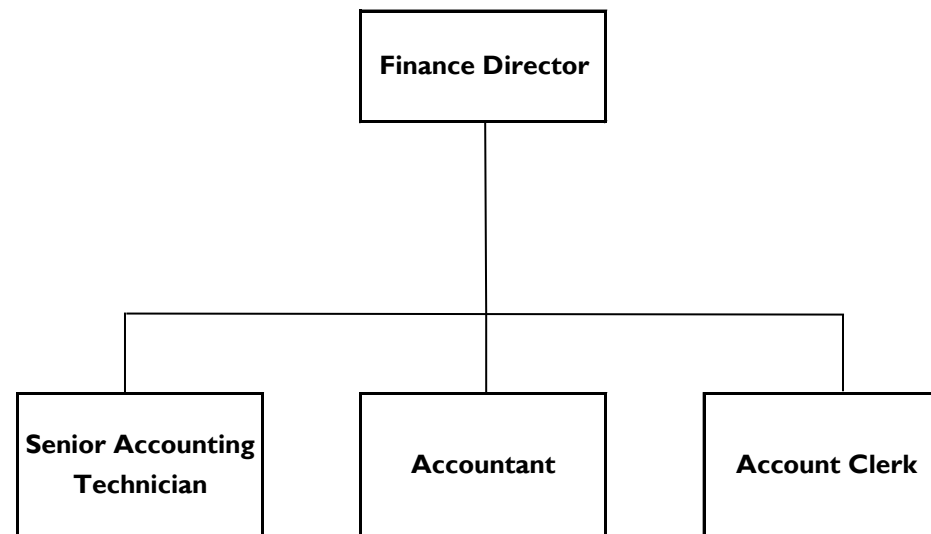 Finance Director
Senior Accounting
Technician
Accountant
Account Clerk